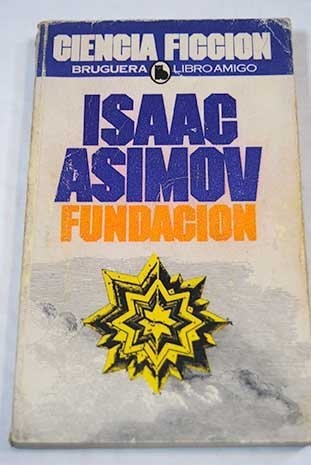 CIENCIA FICCION
BRUGUERA LIBRO AMIGO
ISAAC
ASIMOV
FUNDACION